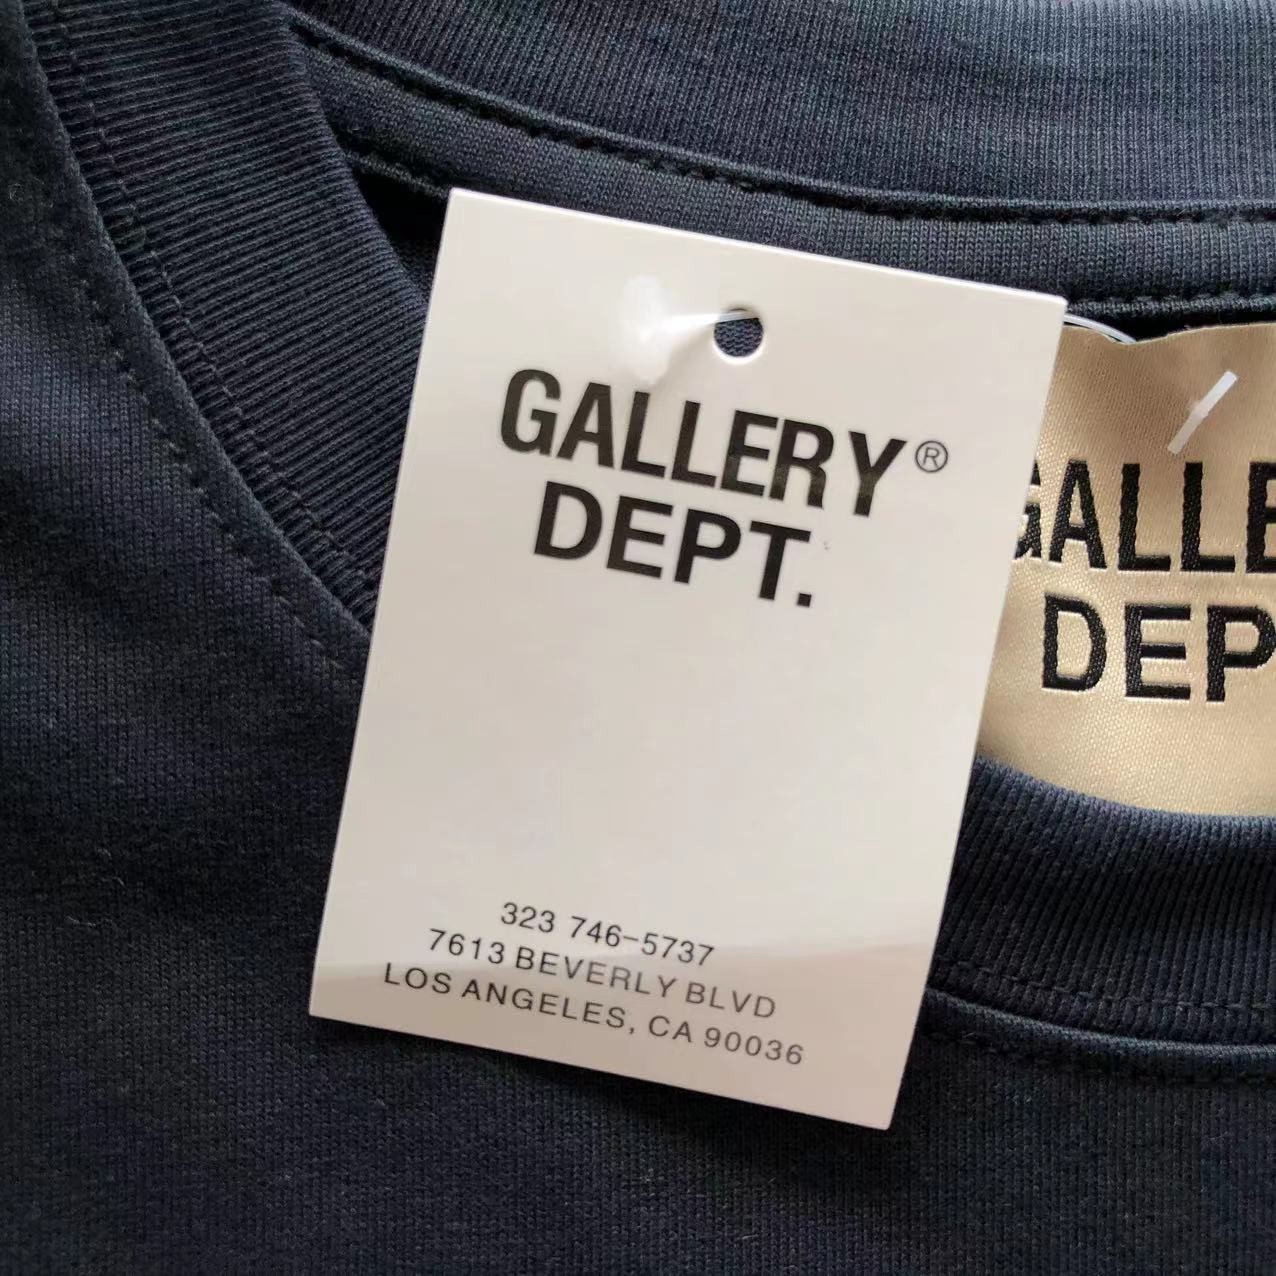 GALLERY®
DEPT.
323 746-5737
7613 BEVERLY BLVD
LOS ANGELES, CA 90036
GALLE
DEP